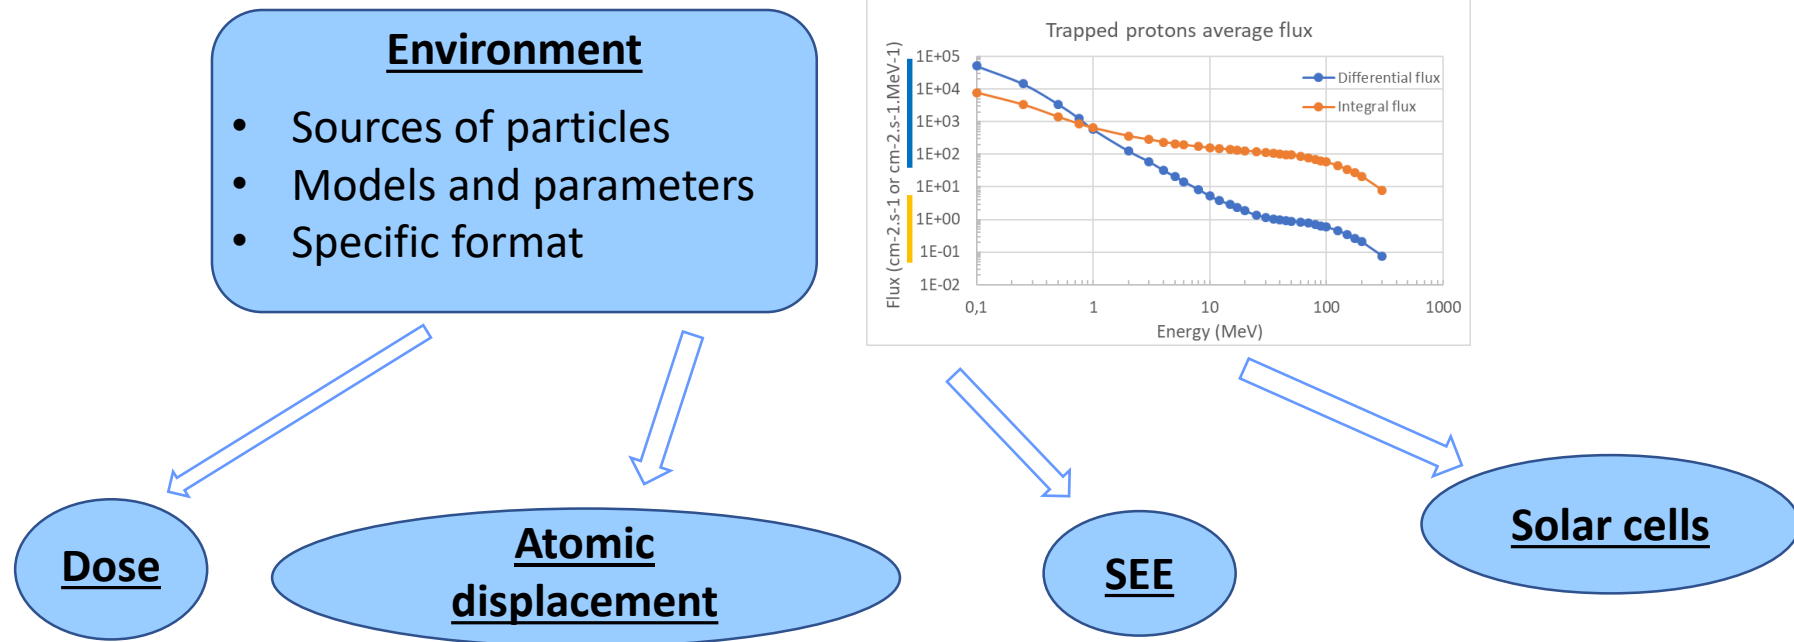 Environment
• Sources of particles
• Models and parameters
• Specific format
Trapped protons average flux
Flux (cm-2.s-1 or cm-2.s-1.MeV-1)
1E+05
1E+04
1E+03
1E+02
1E+01
1E+00
1E-01
1E-02
Differential flux
Integral flux
0,1 1 10 100 1000
Energy (MeV)
Dose
Atomic
displacement
SEE
Solar cells